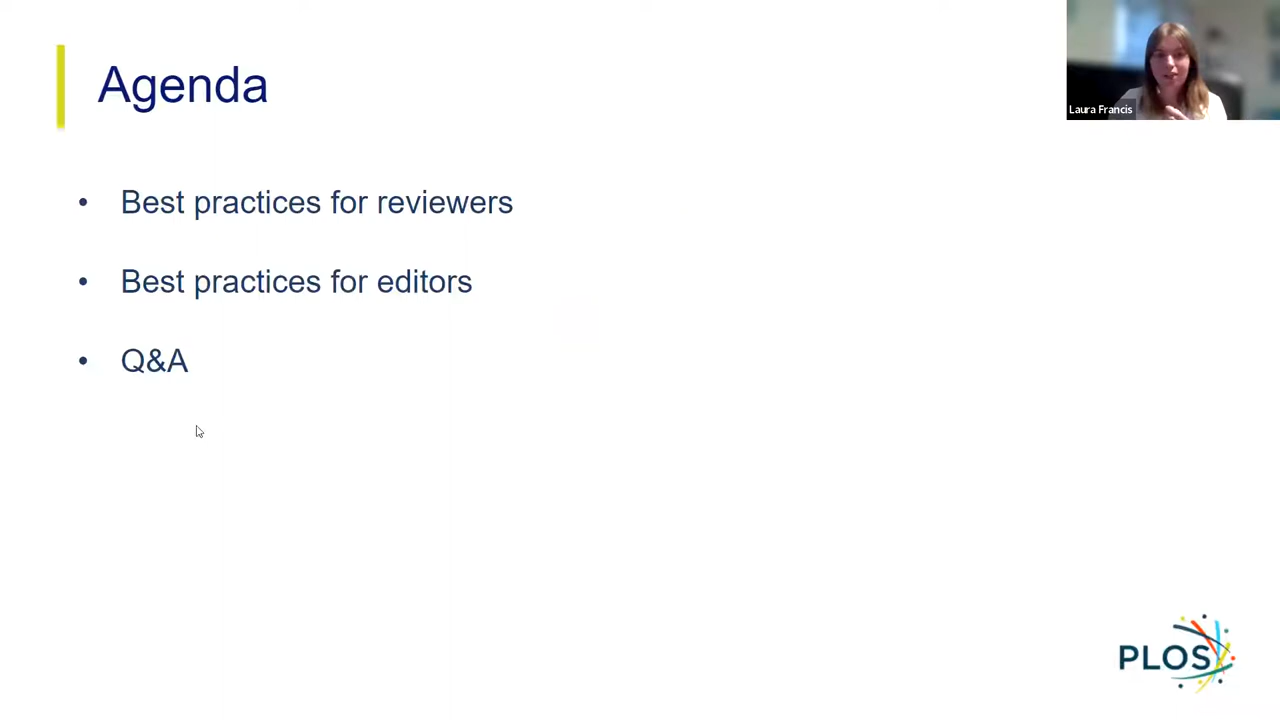 Agenda
Laura Francis
• Best practices for reviewers
• Best practices for editors
• Q&A
PLOS